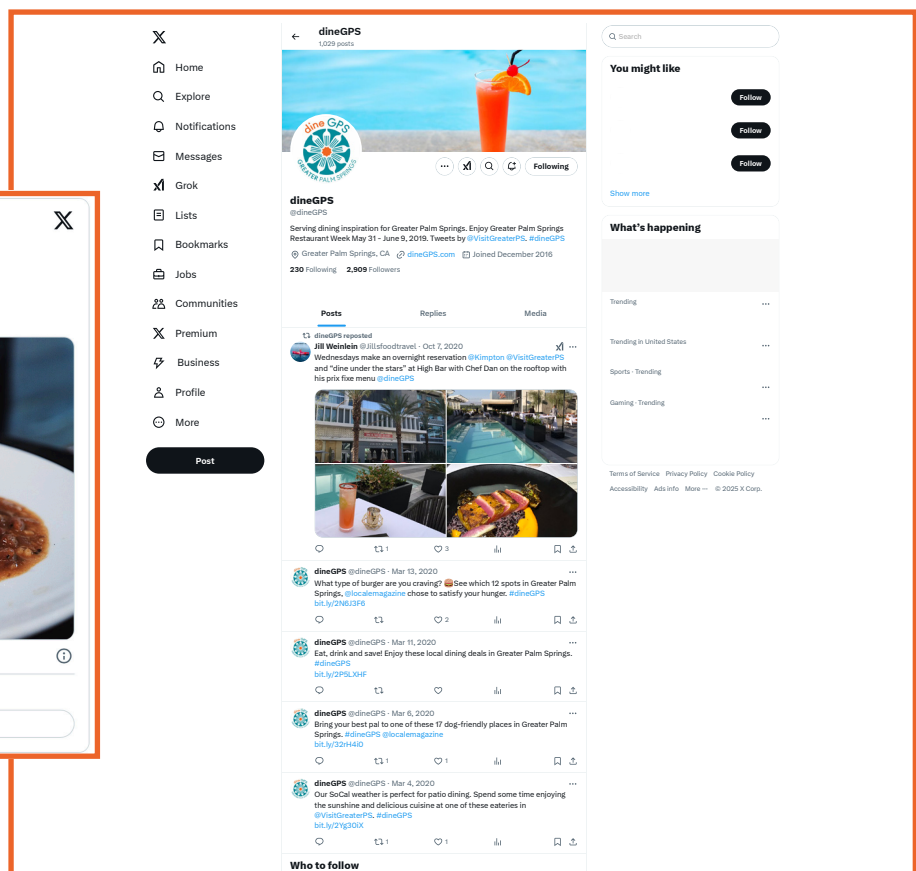 Home
Explore
Notifications
Messages
Grok
Lists
Bookmarks
Jobs
Communities
Premium
Business
Profile
More
Post
dineGPS
1,029 posts
dine GPS
GREATER PALM SPRINGS
Following
dineGPS
@dineGPS
Serving dining inspiration for Greater Palm Springs. Enjoy Greater Palm Springs
Restaurant Week May 31 - June 9, 2019. Tweets by @VisitGreaterPS. #dineGPS
Greater Palm Springs, CA dineGPS.com Joined December 2016
230 Following 2,909 Followers
Posts Replies Media
dineGPS reposted
Jill Weinlein @Jillsfoodtravel · Oct 7, 2020
Wednesdays make an overnight reservation @Kimpton @VisitGreaterPS
and "dine under the stars" at High Bar with Chef Dan on the rooftop with
his prix fixe menu @dineGPS
1 3
dineGPS @dineGPS · Mar 13, 2020
What type of burger are you craving? 🍔See which 12 spots in Greater Palm
Springs, @localemagazine chose to satisfy your hunger. #dineGPS
bit.ly/2N6J3F6
2
dineGPS @dineGPS · Mar 11, 2020
Eat, drink and save! Enjoy these local dining deals in Greater Palm Springs.
#dineGPS
bit.ly/2P5LXHF
dineGPS @dineGPS · Mar 6, 2020
Bring your best pal to one of these 17 dog-friendly places in Greater Palm
Springs. #dineGPS @localemagazine
bit.ly/32rH4i0
1 1
dineGPS @dineGPS · Mar 4, 2020
Our SoCal weather is perfect for patio dining. Spend some time enjoying
the sunshine and delicious cuisine at one of these eateries in
@VisitGreaterPS. #dineGPS
bit.ly/2Yg30iX
1 1
Who to follow
Search
You might like
Follow
Follow
Follow
Show more
What's happening
Trending
Trending in United States
Sports · Trending
Gaming · Trending
Terms of Service Privacy Policy Cookie Policy
Accessibility Ads info More — © 2025 X Corp.